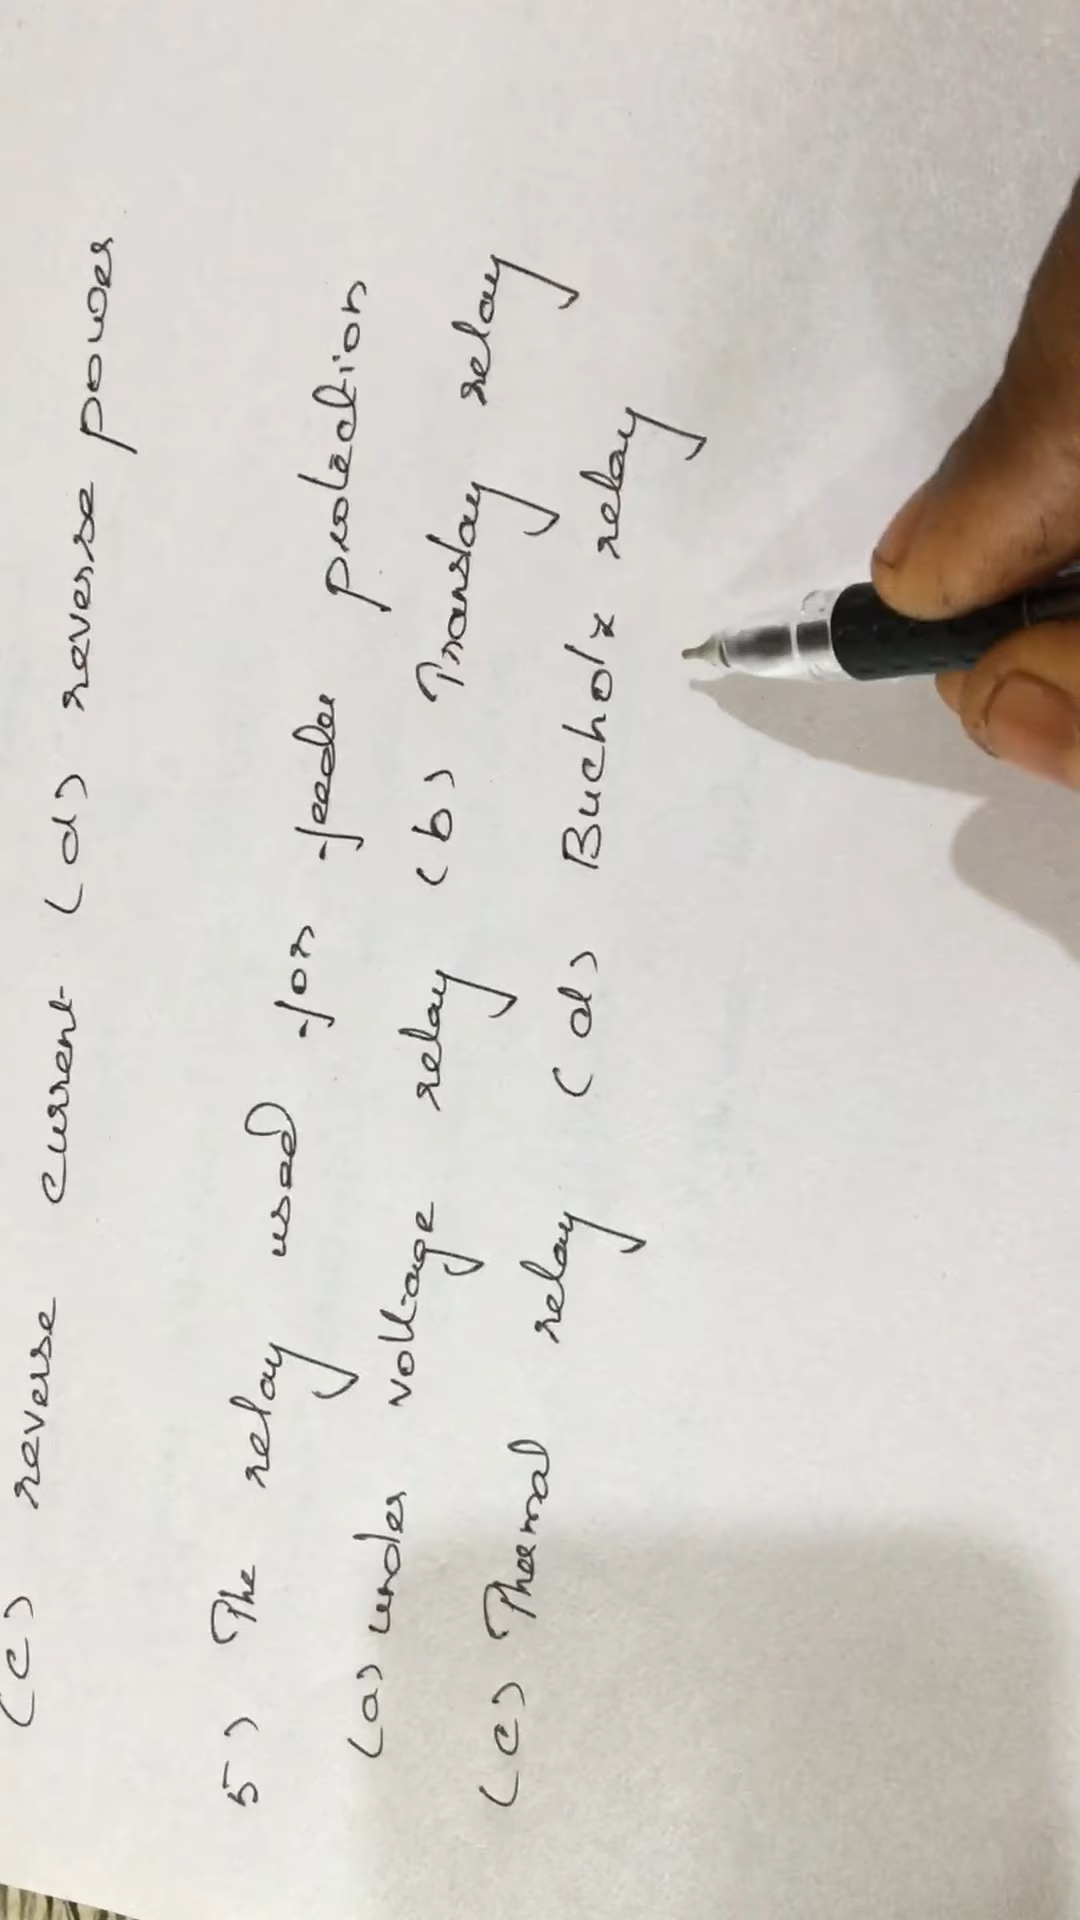 (c) reverse current (d) reverse power
5) The relay used for feeder protection
(a) under voltage relay (b) Translay relay
(c) Thermal relay (d) Bucholz relay